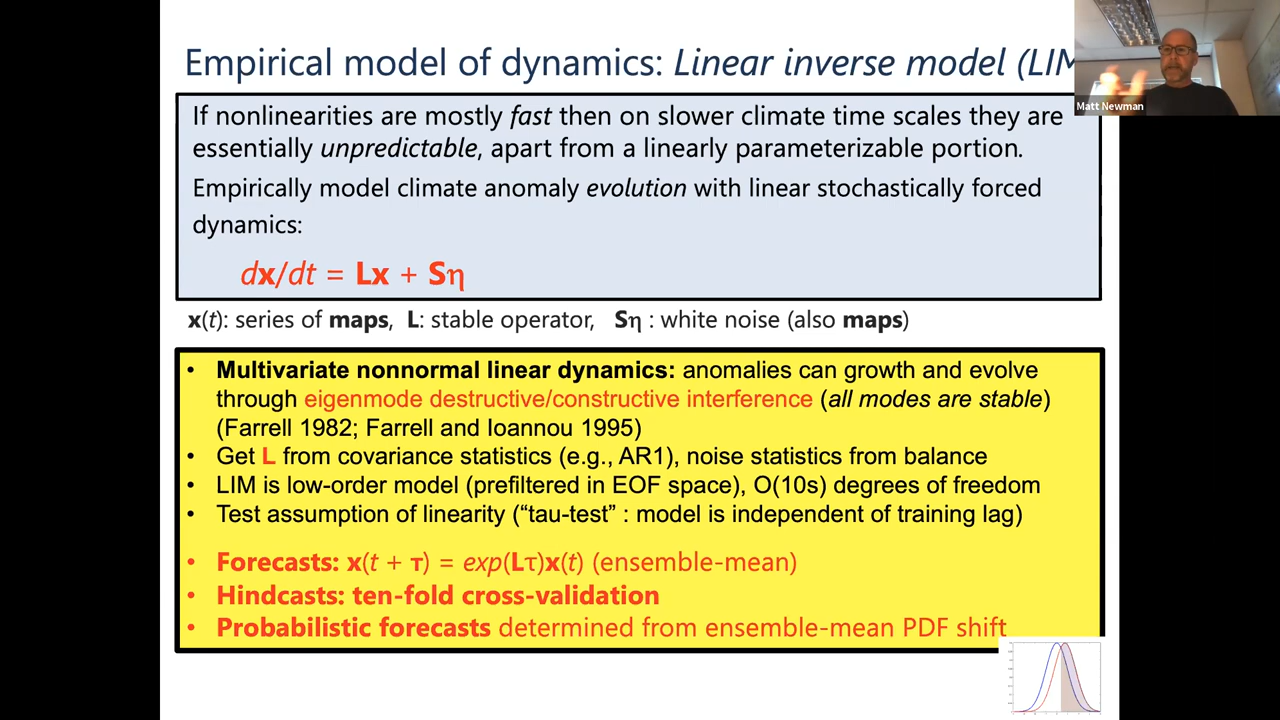 Empirical model of dynamics: Linear inverse model (LIM
Matt Newman
If nonlinearities are mostly fast then on slower climate time scales they are
essentially unpredictable, apart from a linearly parameterizable portion.
Empirically model climate anomaly evolution with linear stochastically forced
dynamics:
dx/dt = Lx + Sη
x(t): series of maps, L: stable operator, Sη : white noise (also maps)
• Multivariate nonnormal linear dynamics: anomalies can growth and evolve
through eigenmode destructive/constructive interference (all modes are stable)
(Farrell 1982; Farrell and Ioannou 1995)
• Get L from covariance statistics (e.g., AR1), noise statistics from balance
• LIM is low-order model (prefiltered in EOF space), O(10s) degrees of freedom
• Test assumption of linearity (“tau-test” : model is independent of training lag)
• Forecasts: x(t + τ) = exp(Lτ)x(t) (ensemble-mean)
• Hindcasts: ten-fold cross-validation
• Probabilistic forecasts determined from ensemble-mean PDF shift